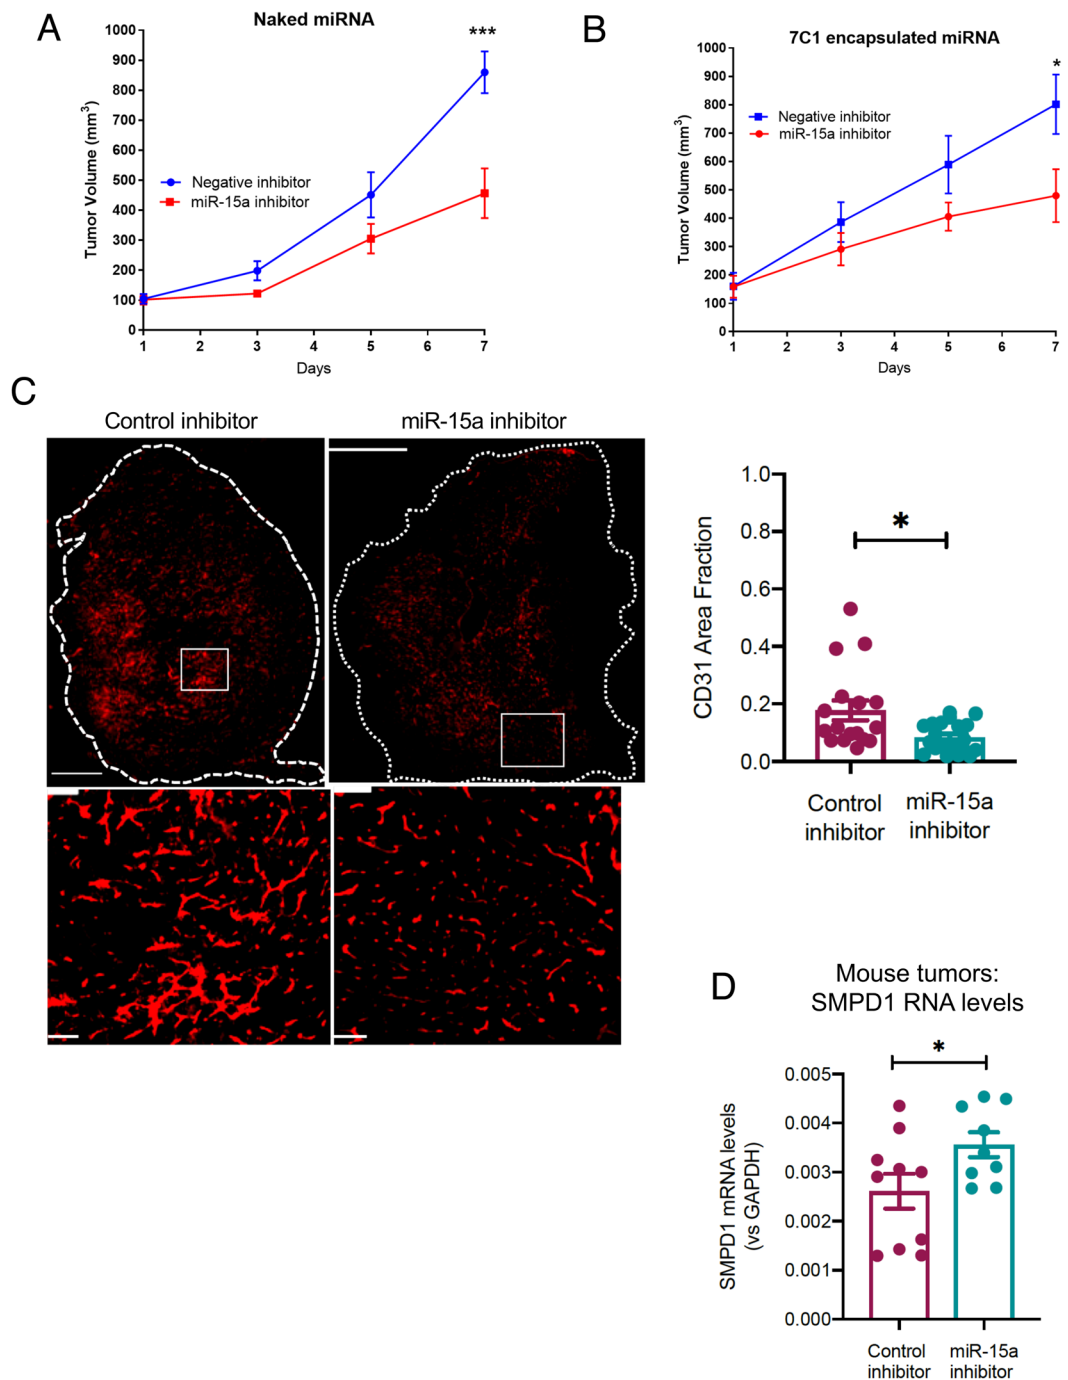 A
Naked miRNA
***
1000
900
800
700
600
500
400
300
200
100
0
Tumor Volume (mm³)
Negative inhibitor
miR-15a inhibitor
1
2
3
4
5
6
7
Days
B
7C1 encapsulated miRNA
*
1000
900
800
700
600
500
400
300
200
100
0
Tumor Volume (mm³)
Negative inhibitor
miR-15a inhibitor
1
2
3
4
5
6
7
Days
C
Control inhibitor
miR-15a inhibitor
*
1.0
0.8
0.6
0.4
0.2
0.0
CD31 Area Fraction
Control
inhibitor
miR-15a
inhibitor
D
Mouse tumors:
SMPD1 RNA levels
*
0.005
0.004
0.003
0.002
0.001
0.000
SMPD1 mRNA levels
(vs GAPDH)
Control
inhibitor
miR-15a
inhibitor